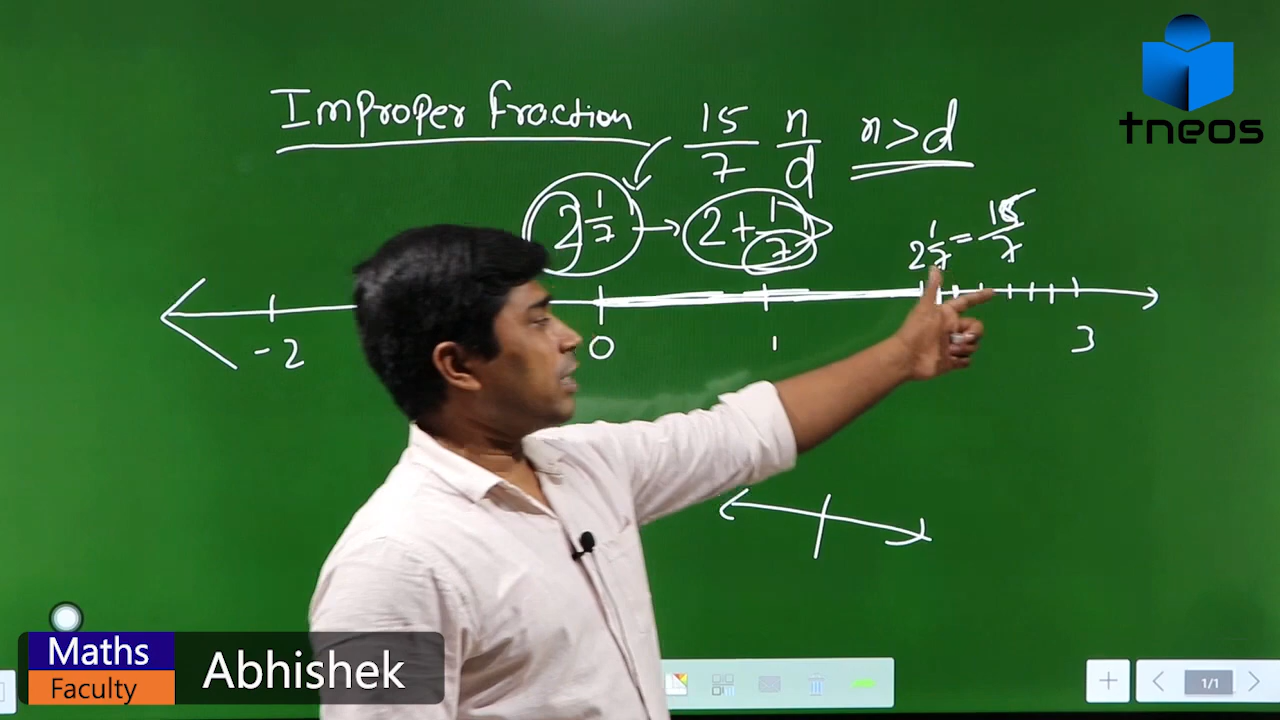 tneos
Improper fraction 15/7 n/d n>d
2 1/7 → 2+1/7
2 1/7 = 15/7
-2 0 1 3
Maths
Faculty
Abhishek
1/1